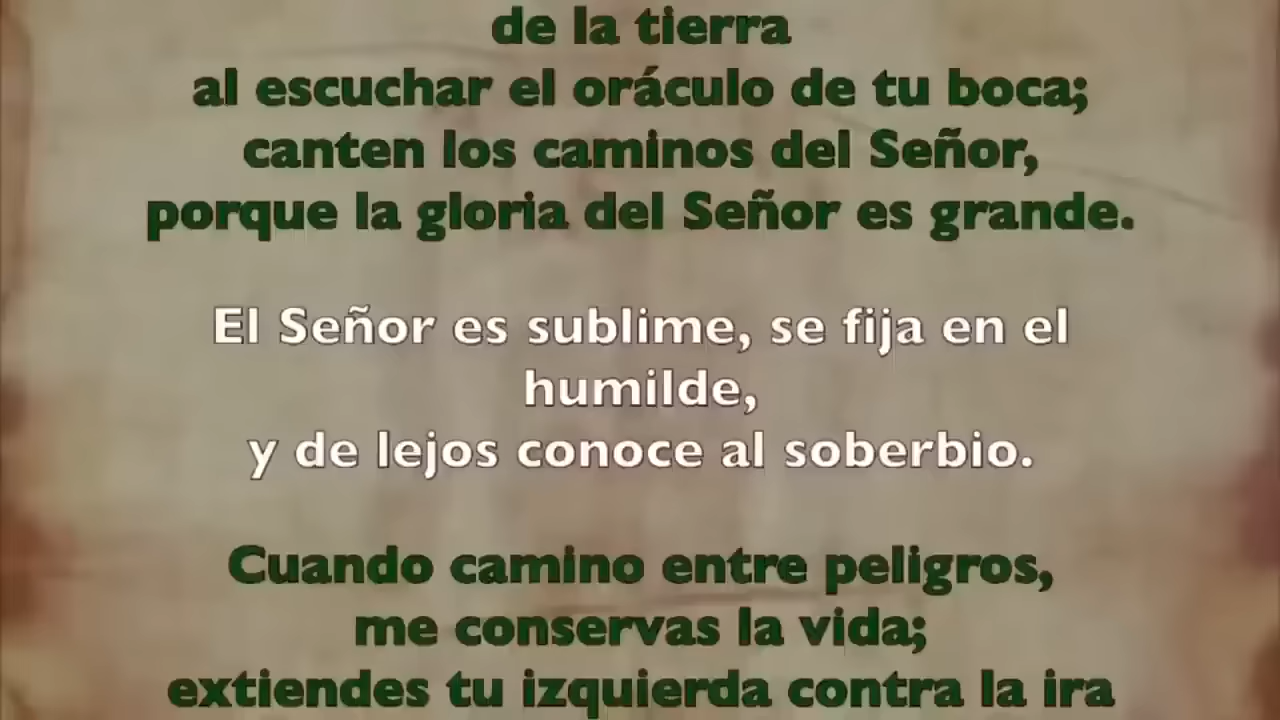 de la tierra
al escuchar el oráculo de tu boca;
canten los caminos del Señor,
porque la gloria del Señor es grande.
El Señor es sublime, se fija en el
humilde,
y de lejos conoce al soberbio.
Cuando camino entre peligros,
me conservas la vida;
extiendes tu izquierda contra la ira